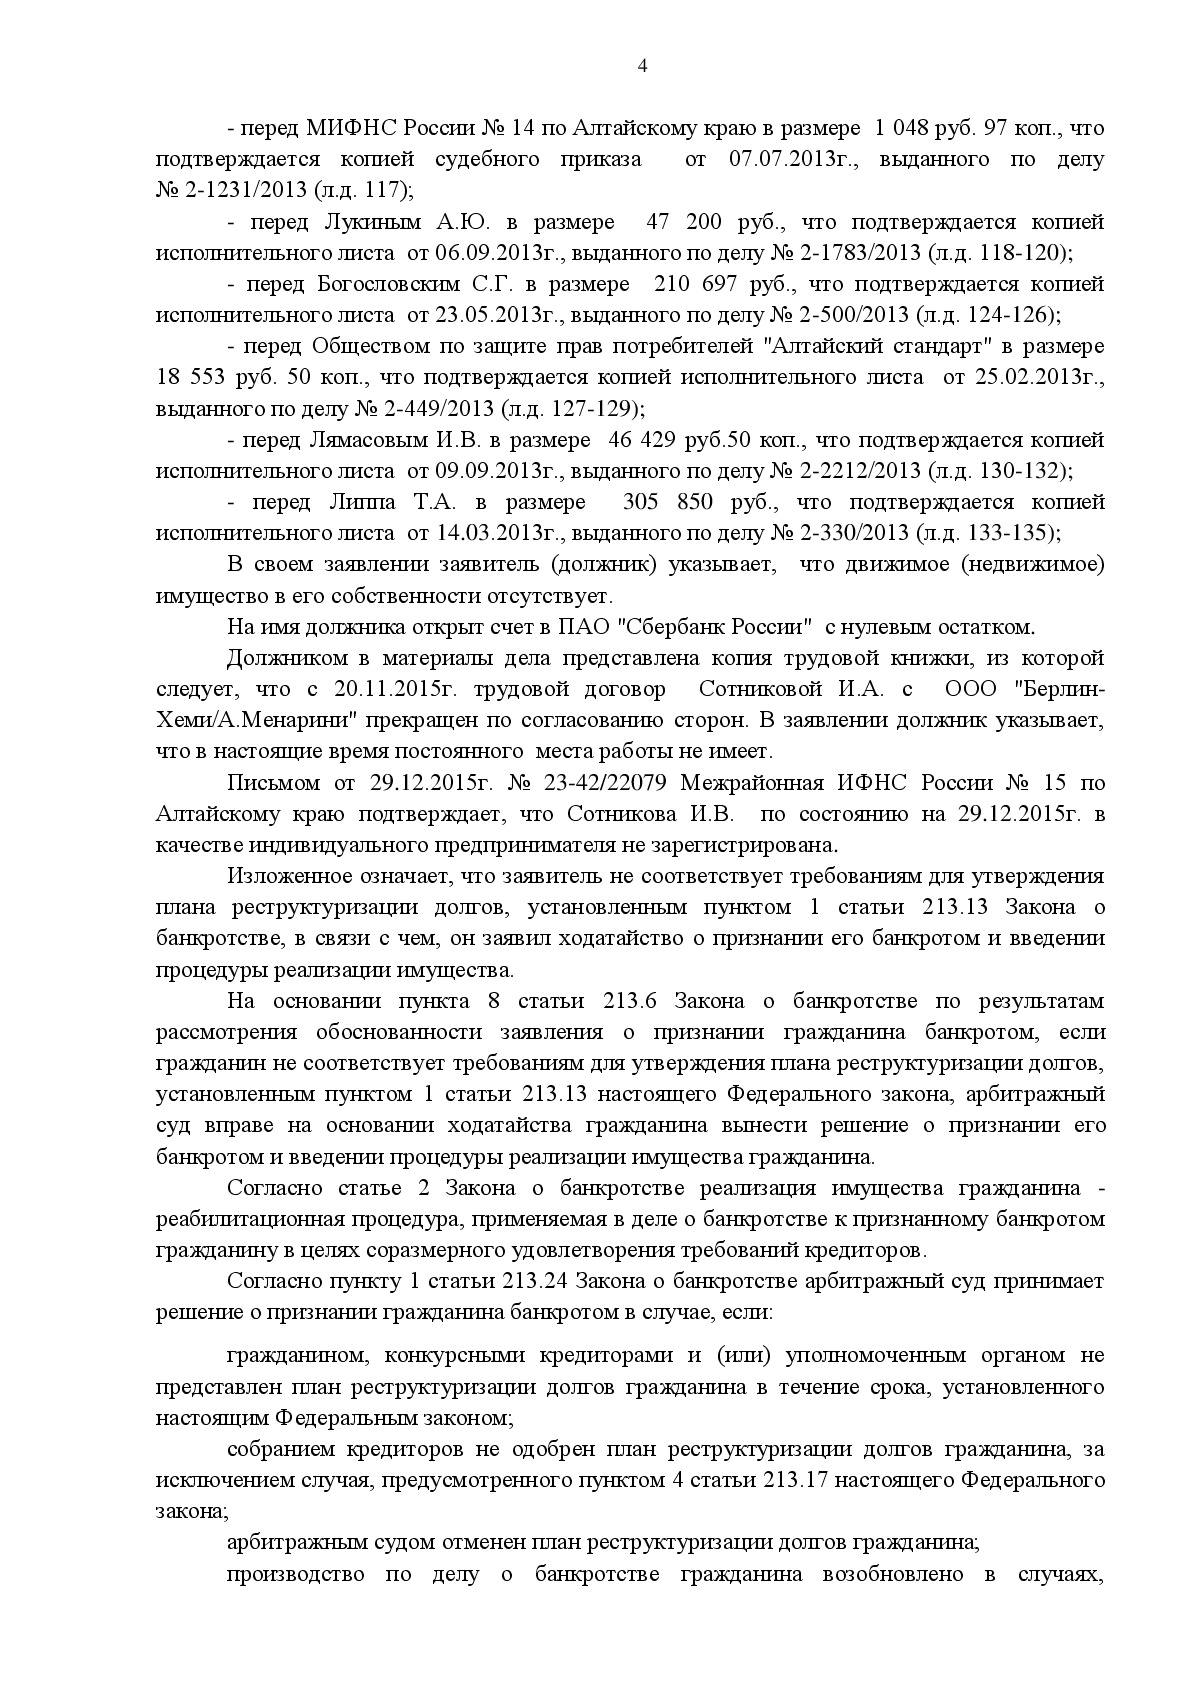 4
- перед МИФНС России № 14 по Алтайскому краю в размере 1 048 руб. 97 коп., что
подтверждается копией судебного приказа от 07.07.2013г., выданного по делу
№ 2-1231/2013 (л.д. 117);
- перед Лукиным А.Ю. в размере 47 200 руб., что подтверждается копией
исполнительного листа от 06.09.2013г., выданного по делу № 2-1783/2013 (л.д. 118-120);
- перед Богословским С.Г. в размере 210 697 руб., что подтверждается копией
исполнительного листа от 23.05.2013г., выданного по делу № 2-500/2013 (л.д. 124-126);
- перед Обществом по защите прав потребителей "Алтайский стандарт" в размере
18 553 руб. 50 коп., что подтверждается копией исполнительного листа от 25.02.2013г.,
выданного по делу № 2-449/2013 (л.д. 127-129);
- перед Лямасовым И.В. в размере 46 429 руб.50 коп., что подтверждается копией
исполнительного листа от 09.09.2013г., выданного по делу № 2-2212/2013 (л.д. 130-132);
- перед Липпа Т.А. в размере 305 850 руб., что подтверждается копией
исполнительного листа от 14.03.2013г., выданного по делу № 2-330/2013 (л.д. 133-135);
В своем заявлении заявитель (должник) указывает, что движимое (недвижимое)
имущество в его собственности отсутствует.
На имя должника открыт счет в ПАО "Сбербанк России" с нулевым остатком.
Должником в материалы дела представлена копия трудовой книжки, из которой
следует, что с 20.11.2015г. трудовой договор Сотниковой И.А. с ООО "Берлин-
Хеми/А.Менарини" прекращен по согласованию сторон. В заявлении должник указывает,
что в настоящие время постоянного места работы не имеет.
Письмом от 29.12.2015г. № 23-42/22079 Межрайонная ИФНС России № 15 по
Алтайскому краю подтверждает, что Сотникова И.В. по состоянию на 29.12.2015г. в
качестве индивидуального предпринимателя не зарегистрирована.
Изложенное означает, что заявитель не соответствует требованиям для утверждения
плана реструктуризации долгов, установленным пунктом 1 статьи 213.13 Закона о
банкротстве, в связи с чем, он заявил ходатайство о признании его банкротом и введении
процедуры реализации имущества.
На основании пункта 8 статьи 213.6 Закона о банкротстве по результатам
рассмотрения обоснованности заявления о признании гражданина банкротом, если
гражданин не соответствует требованиям для утверждения плана реструктуризации долгов,
установленным пунктом 1 статьи 213.13 настоящего Федерального закона, арбитражный
суд вправе на основании ходатайства гражданина вынести решение о признании его
банкротом и введении процедуры реализации имущества гражданина.
Согласно статье 2 Закона о банкротстве реализация имущества гражданина -
реабилитационная процедура, применяемая в деле о банкротстве к признанному банкротом
гражданину в целях соразмерного удовлетворения требований кредиторов.
Согласно пункту 1 статьи 213.24 Закона о банкротстве арбитражный суд принимает
решение о признании гражданина банкротом в случае, если:
гражданином, конкурсными кредиторами и (или) уполномоченным органом не
представлен план реструктуризации долгов гражданина в течение срока, установленного
настоящим Федеральным законом;
собранием кредиторов не одобрен план реструктуризации долгов гражданина, за
исключением случая, предусмотренного пунктом 4 статьи 213.17 настоящего Федерального
закона;
арбитражным судом отменен план реструктуризации долгов гражданина;
производство по делу о банкротстве гражданина возобновлено в случаях,